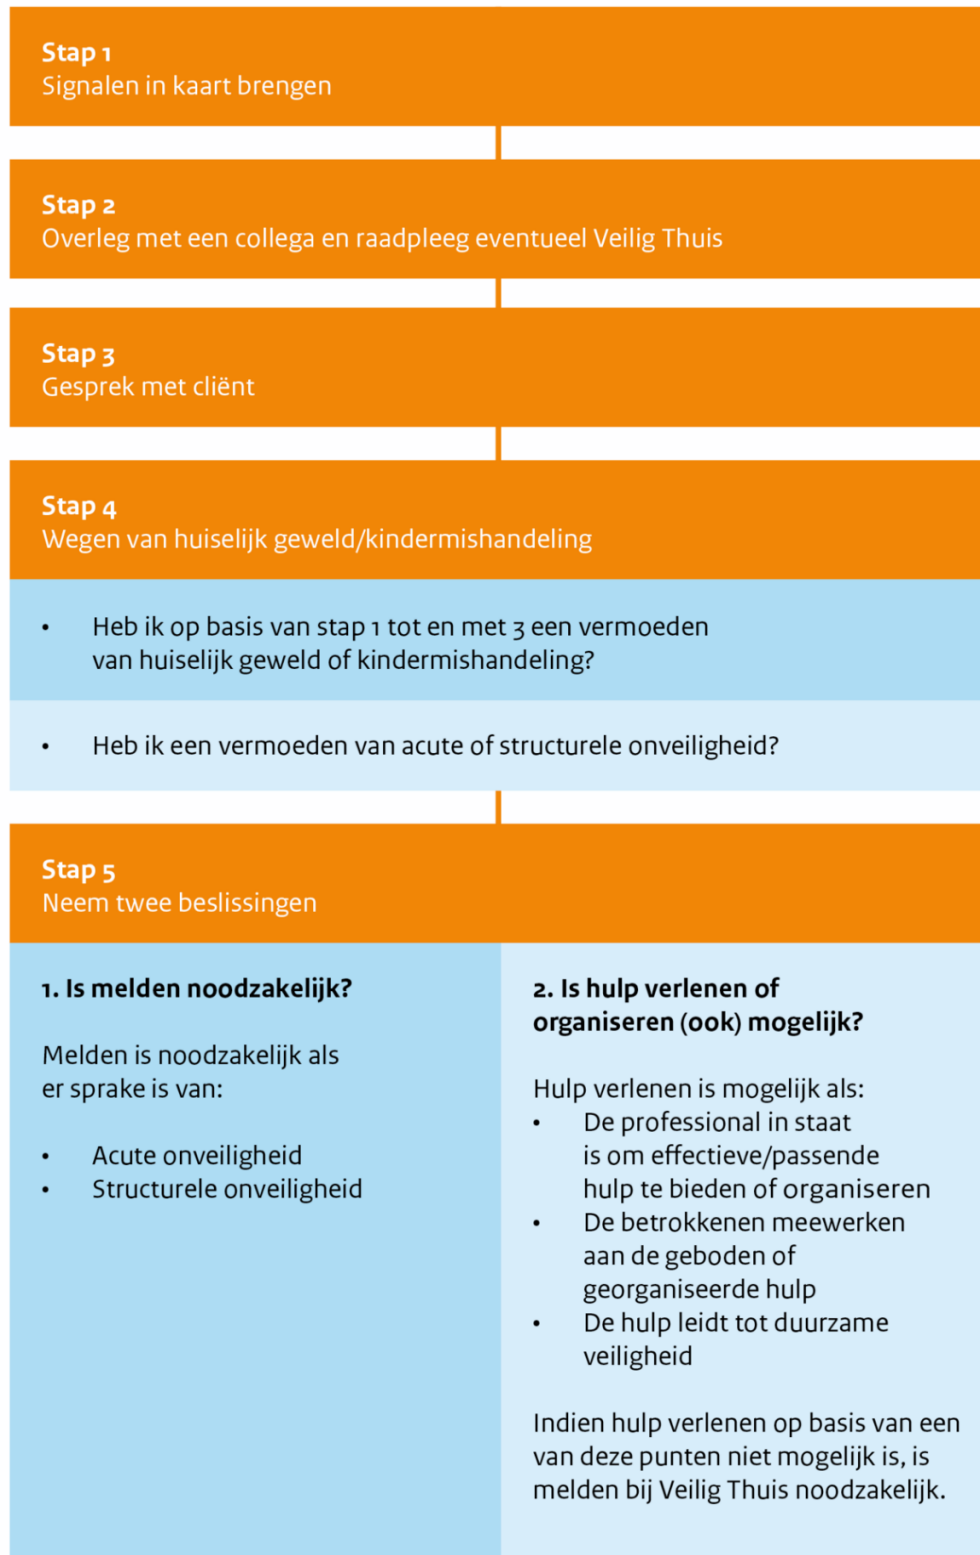 Stap 1
Signalen in kaart brengen
Stap 2
Overleg met een collega en raadpleeg eventueel Veilig Thuis
Stap 3
Gesprek met cliënt
Stap 4
Wegen van huiselijk geweld/kindermishandeling
• Heb ik op basis van stap 1 tot en met 3 een vermoeden
van huiselijk geweld of kindermishandeling?
• Heb ik een vermoeden van acute of structurele onveiligheid?
Stap 5
Neem twee beslissingen
1. Is melden noodzakelijk?
Melden is noodzakelijk als
er sprake is van:
• Acute onveiligheid
• Structurele onveiligheid
2. Is hulp verlenen of
organiseren (ook) mogelijk?
Hulp verlenen is mogelijk als:
• De professional in staat
is om effectieve/passende
hulp te bieden of organiseren
• De betrokkenen meewerken
aan de geboden of
georganiseerde hulp
• De hulp leidt tot duurzame
veiligheid
Indien hulp verlenen op basis van een
van deze punten niet mogelijk is, is
melden bij Veilig Thuis noodzakelijk.